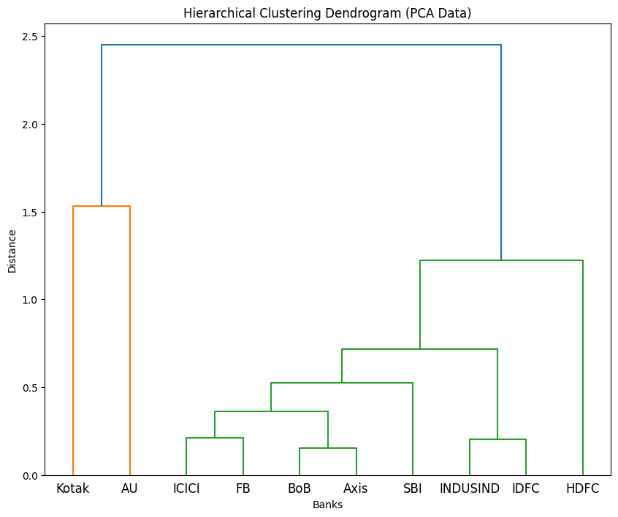 Hierarchical Clustering Dendrogram (PCA Data)
2.5
2.0
1.5
1.0
0.5
0.0
Distance
Kotak AU ICICI FB BoB Axis SBI INDUSIND IDFC HDFC
Banks